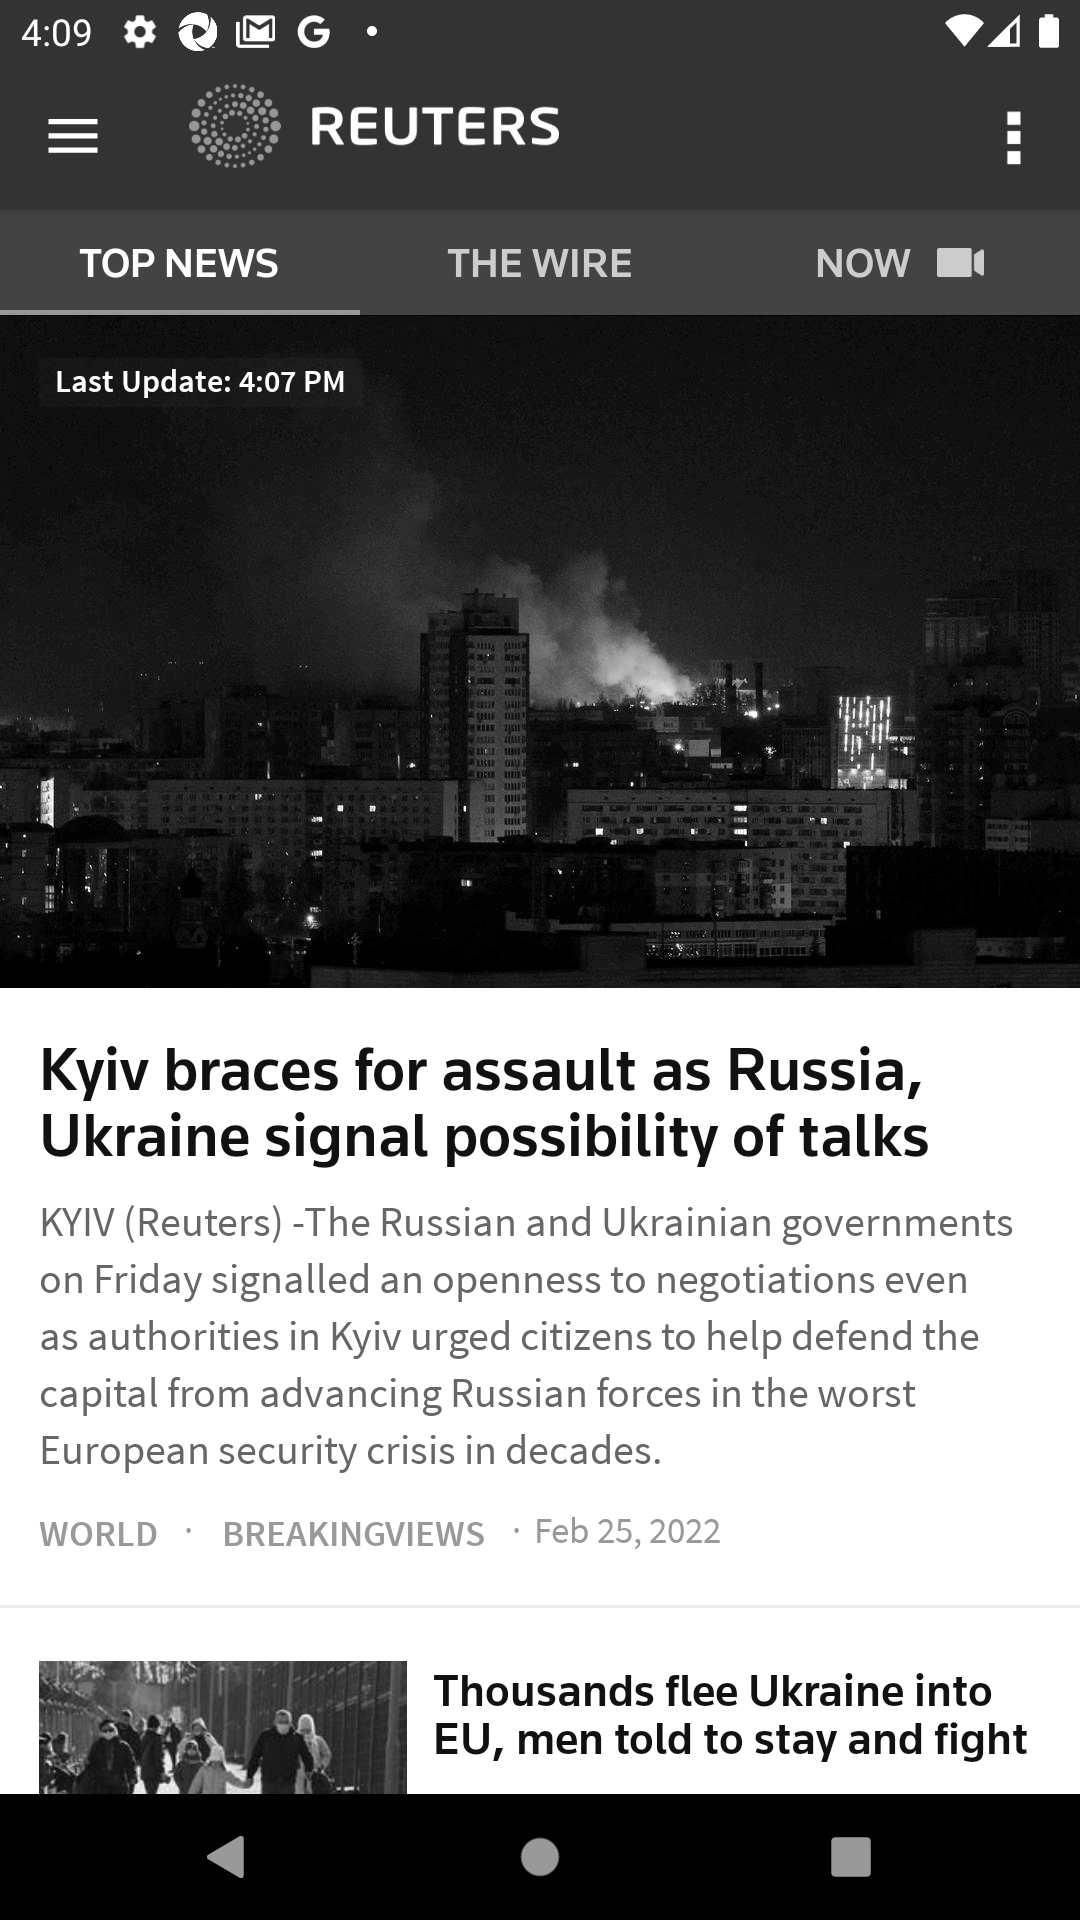 4:09
REUTERS
TOP NEWS
THE WIRE
NOW
Last Update: 4:07 PM
Kyiv braces for assault as Russia,
Ukraine signal possibility of talks
KYIV (Reuters) -The Russian and Ukrainian governments
on Friday signalled an openness to negotiations even
as authorities in Kyiv urged citizens to help defend the
capital from advancing Russian forces in the worst
European security crisis in decades.
WORLD · BREAKINGVIEWS · Feb 25, 2022
Thousands flee Ukraine into
EU, men told to stay and fight